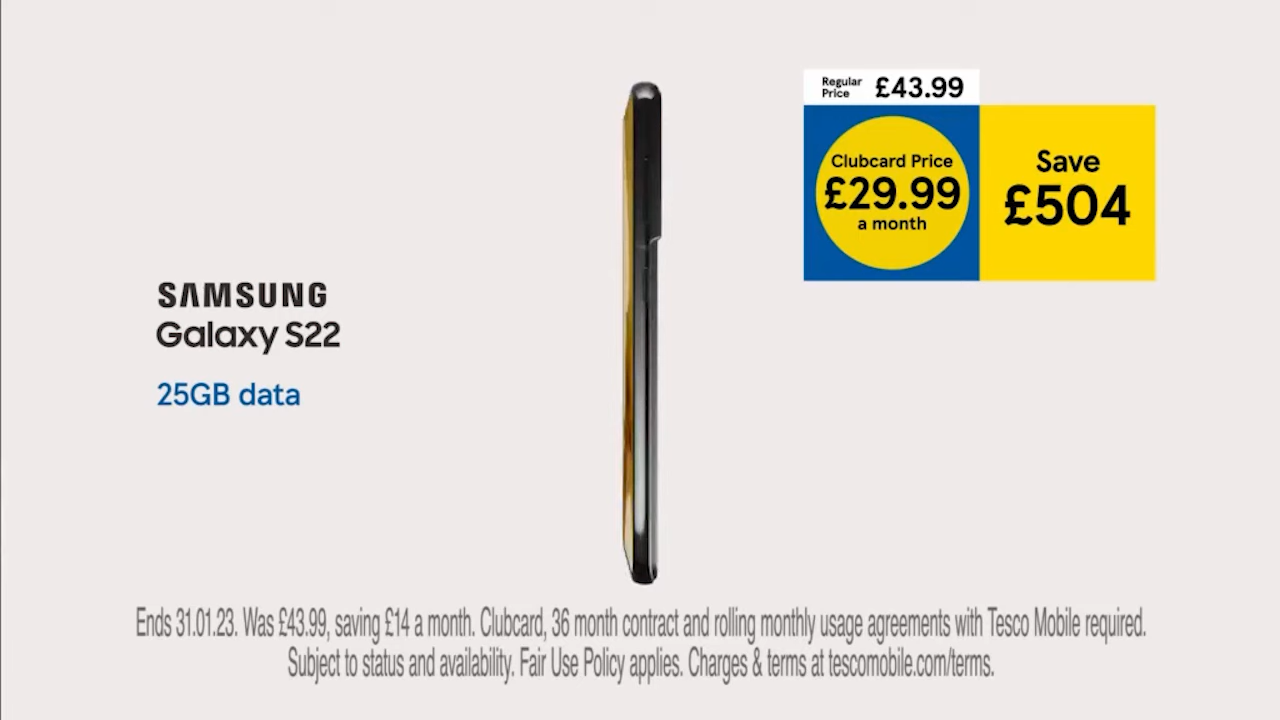 Regular
Price £43.99
Clubcard Price
£29.99
a month
Save
£504
SAMSUNG
Galaxy S22
25GB data
Ends 31.01.23. Was £43.99, saving £14 a month. Clubcard, 36 month contract and rolling monthly usage agreements with Tesco Mobile required.
Subject to status and availability. Fair Use Policy applies. Charges & terms at tescomobile.com/terms.